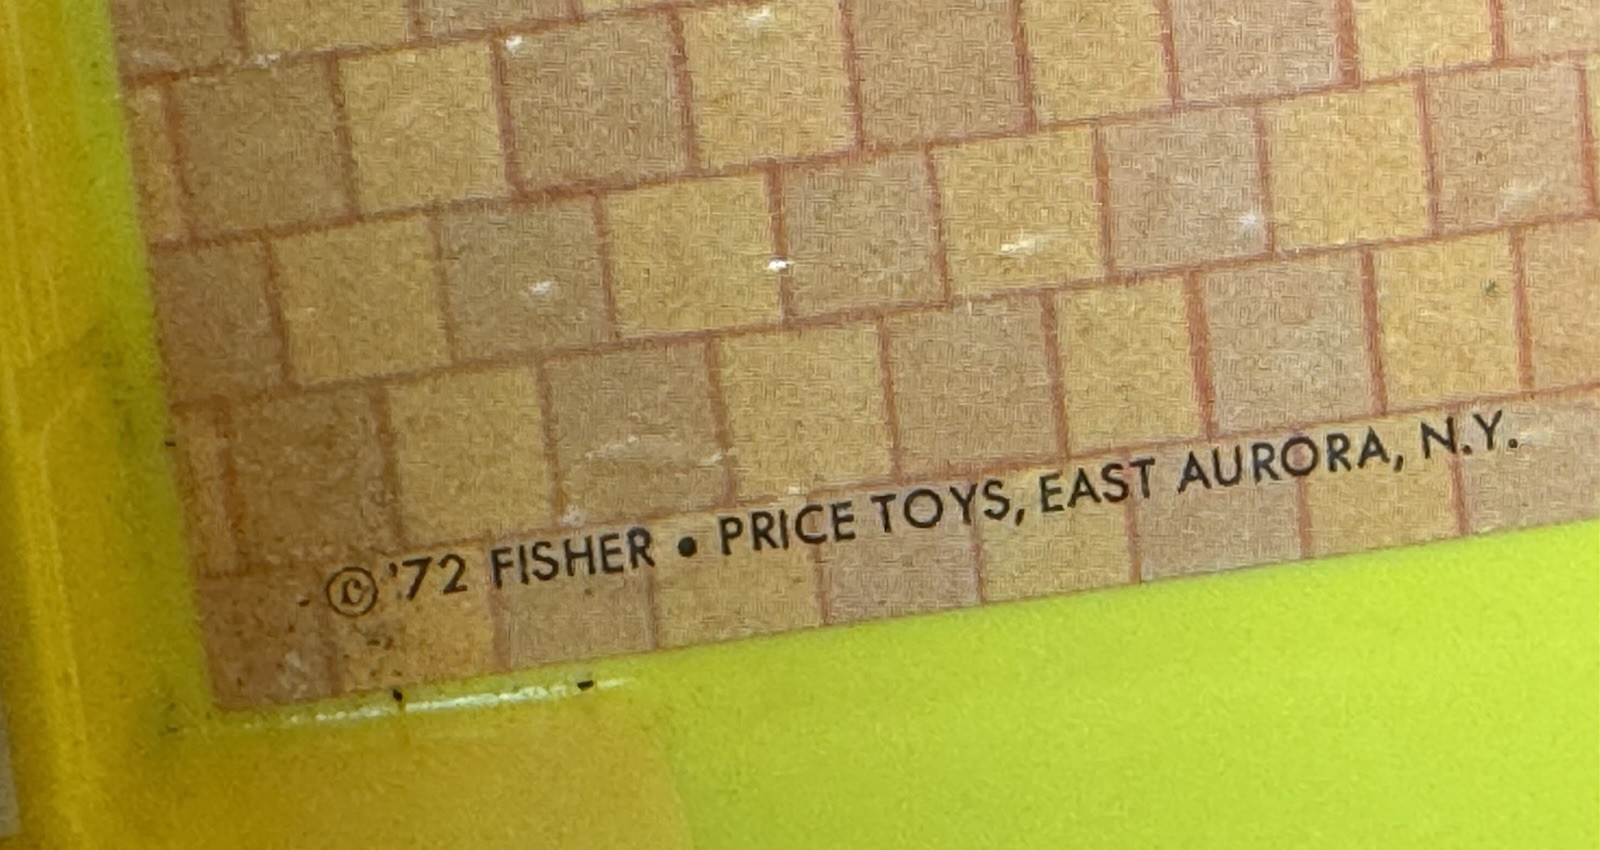 ©'72 FISHER • PRICE TOYS, EAST AURORA, N.Y.